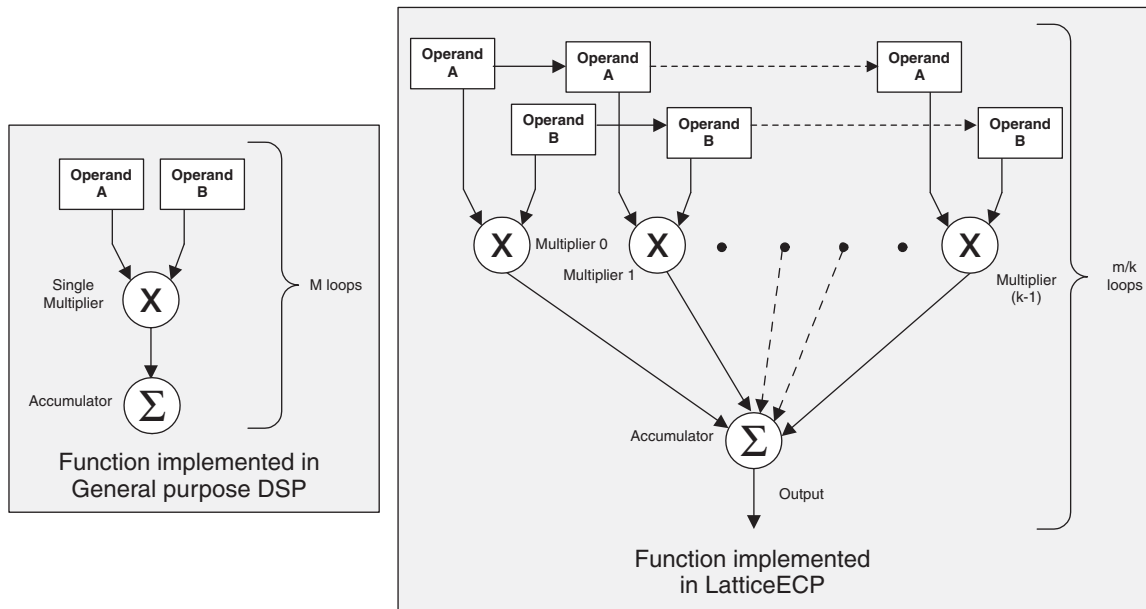 Operand
A
Operand
B
Single
Multiplier
X
M loops
Accumulator
Σ
Function implemented in
General purpose DSP
Operand
A
Operand
A
Operand
A
Operand
B
Operand
B
Operand
B
X
Multiplier 0
Multiplier 1
X
X
Multiplier
(k-1)
m/k
loops
Accumulator
Σ
Output
Function implemented
in LatticeECP